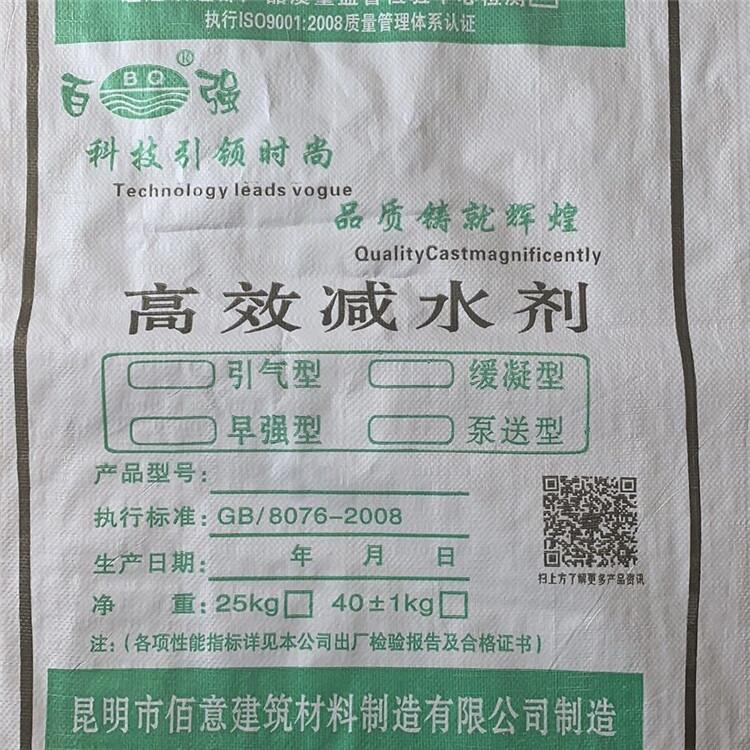 执行ISO9001:2008质量管理体系认证
百 BQ® 强
科技引领时尚
Technology leads vogue
品质铸就辉煌
QualityCastmagnificently
高效减水剂
引气型 缓凝型
早强型 泵送型
产品型号:
执行标准: GB/8076-2008
生产日期: 年 月 日
净 重: 25kg 40±1kg
扫上方了解更多产品资讯
注:(各项性能指标详见本公司出厂检验报告及合格证书)
昆明市佰意建筑材料制造有限公司制造